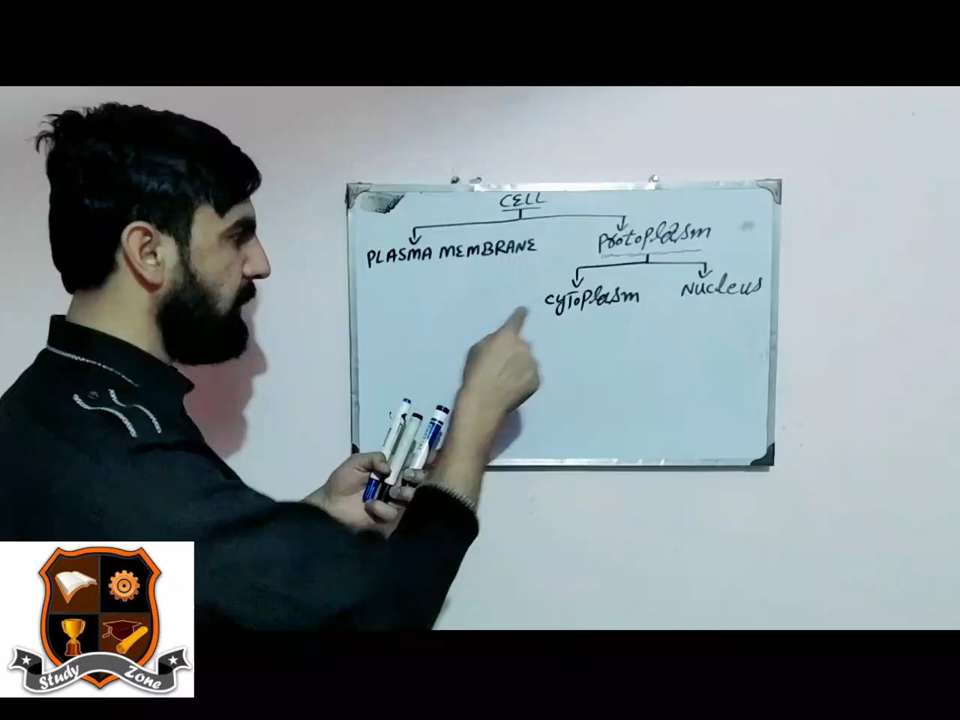 CELL
PLASMA MEMBRANE
Protoplasm
CyToplasm
Nucleus
Study Zone